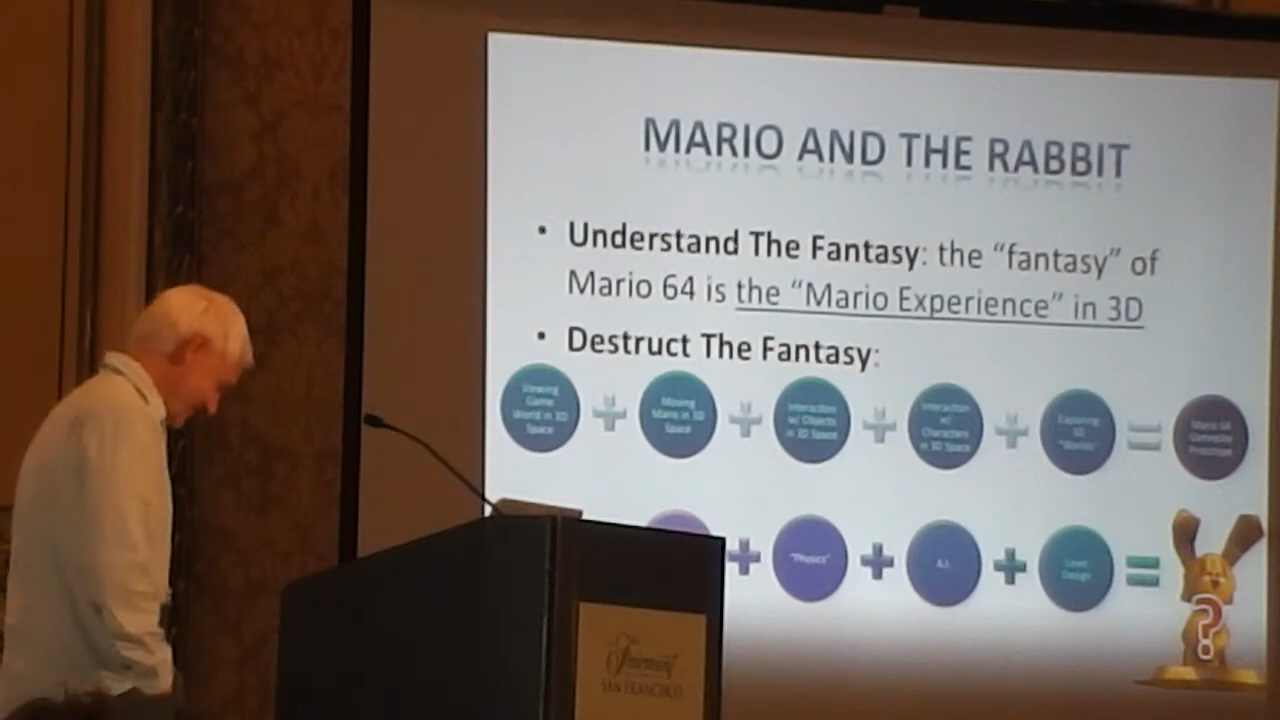 MARIO AND THE RABBIT
• Understand The Fantasy: the “fantasy” of
Mario 64 is the “Mario Experience” in 3D
• Destruct The Fantasy:
Viewing
Game
World in 3D
Space
+
Moving
Mario in 3D
Space
+
Interaction
w/ Objects
in 3D Space
+
Interaction
w/
Characters
in 3D Space
+
Exploring
3D
“Worlds”
=
Mario 64
Gameplay
Prototype
+
“Physics”
+
A.I.
+
Level
Design
=
?
Fairmont
SAN FRANCISCO